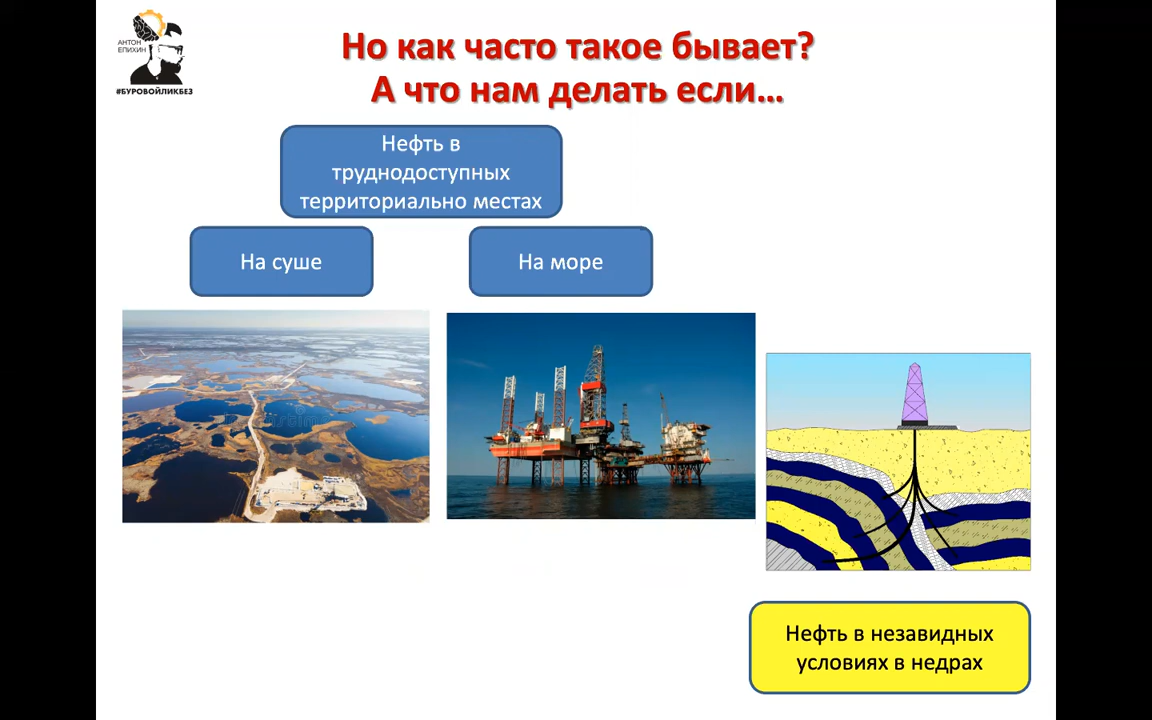 АНТОН
ЕПИХИН
#БУРОВОЙЛИКБЕЗ
Но как часто такое бывает?
А что нам делать если...
Нефть в
труднодоступных
территориально местах
На суше
На море
Нефть в незавидных
условиях в недрах